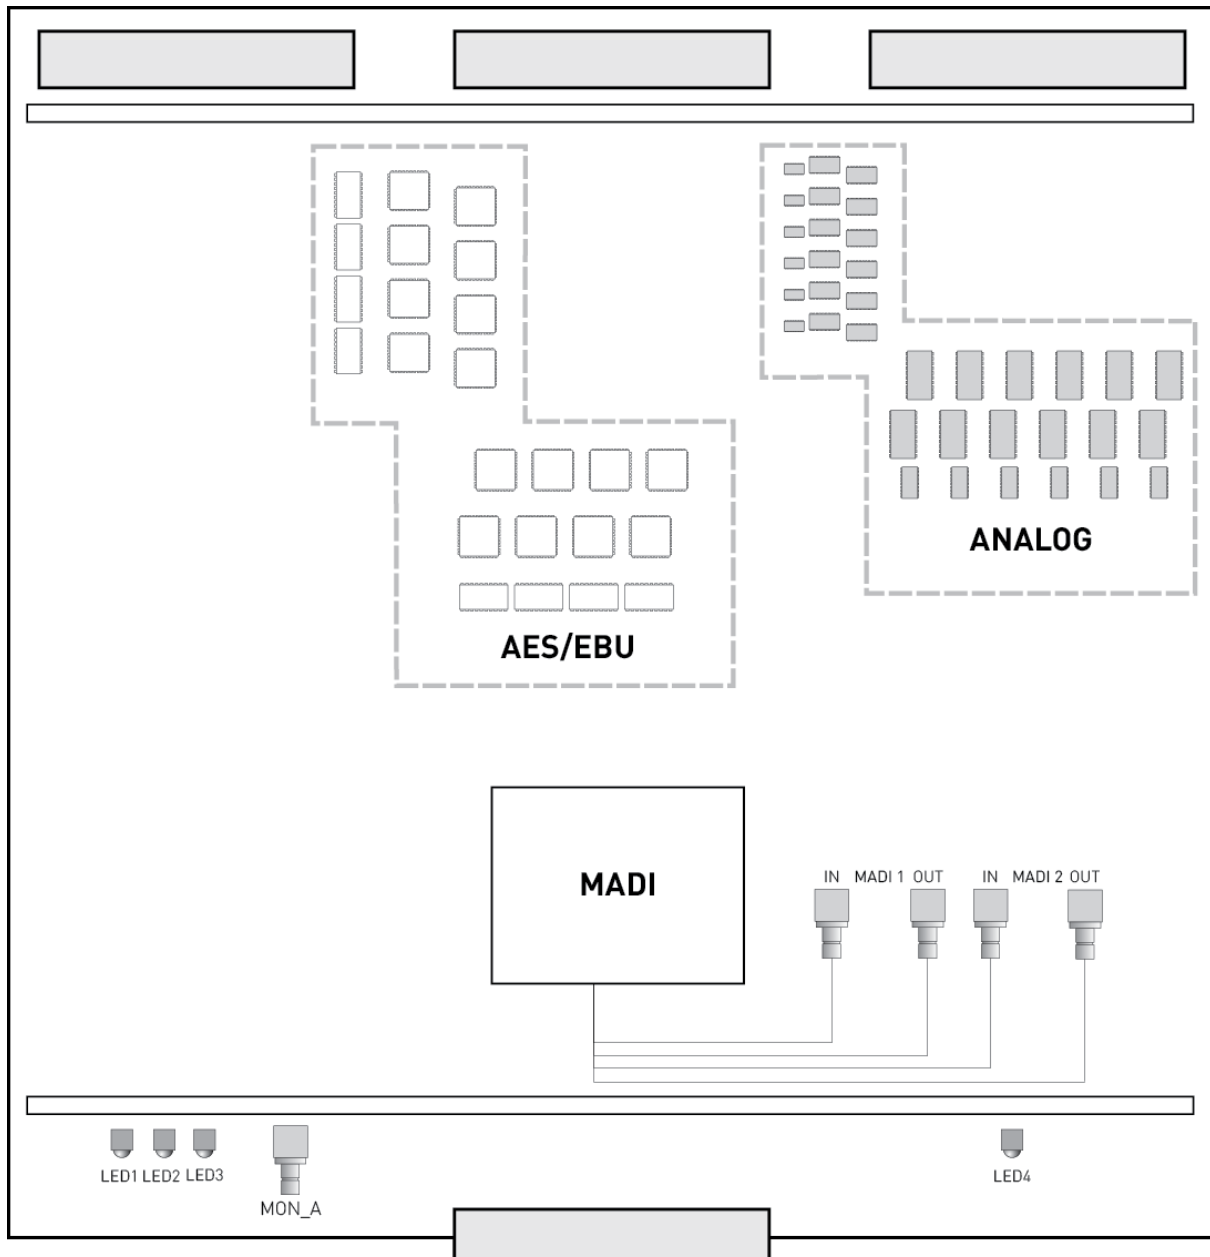 ANALOG
AES/EBU
MADI
IN MADI 1 OUT IN MADI 2 OUT
LED1 LED2 LED3
LED4
MON_A